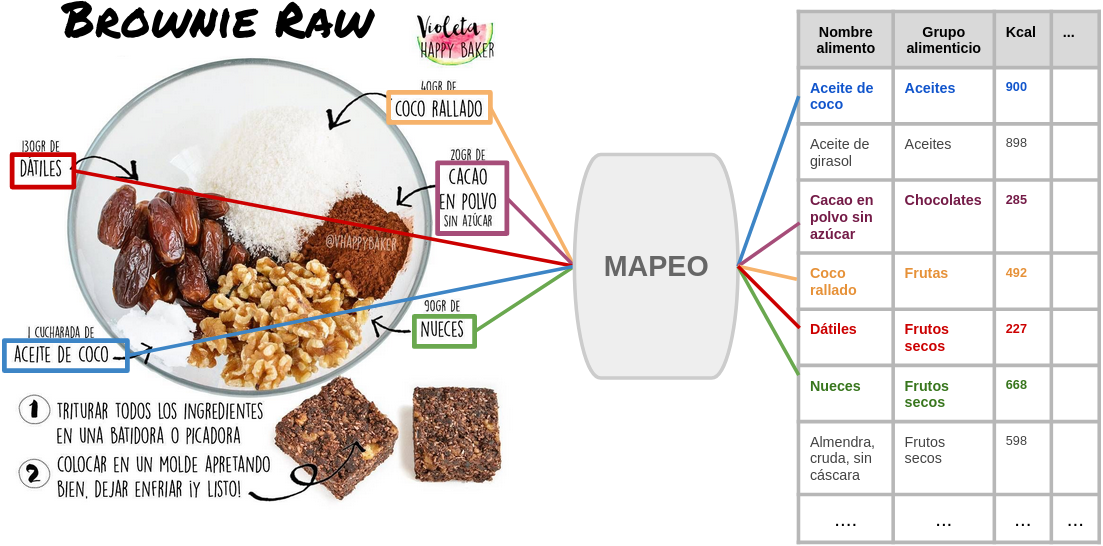 BROWNIE RAW
Violeta
HAPPY BAKER
40GR DE
COCO RALLADO
130GR DE
DÁTILES
20GR DE
CACAO
EN POLVO
SIN AZÚCAR
@VHAPPYBAKER
90GR DE
NUECES
1 CUCHARADA DE
ACEITE DE COCO
1 TRITURAR TODOS LOS INGREDIENTES
EN UNA BATIDORA O PICADORA
2 COLOCAR EN UN MOLDE APRETANDO
BIEN, DEJAR ENFRIAR ¡Y LISTO!
MAPEO
Nombre alimento Grupo alimenticio Kcal ...
Aceite de coco Aceites 900
Aceite de girasol Aceites 898
Cacao en polvo sin azúcar Chocolates 285
Coco rallado Frutas 492
Dátiles Frutos secos 227
Nueces Frutos secos 668
Almendra, cruda, sin cáscara Frutos secos 598
.... ... ... ...